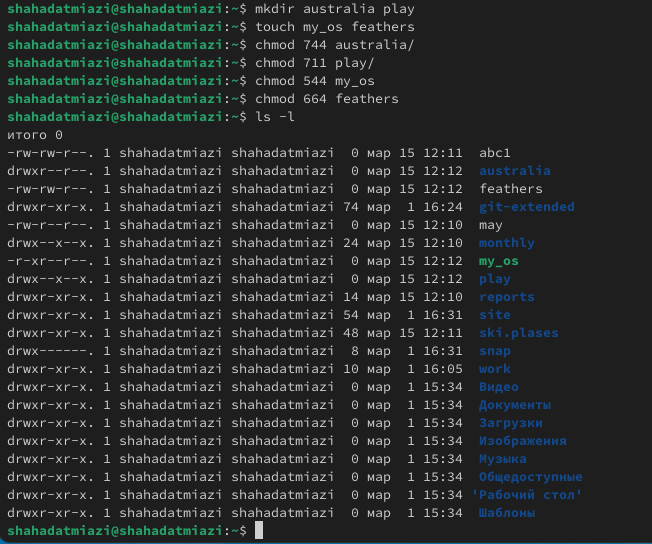 shahadatmiazi@shahadatmiazi:~$ mkdir australia play
shahadatmiazi@shahadatmiazi:~$ touch my_os feathers
shahadatmiazi@shahadatmiazi:~$ chmod 744 australia/
shahadatmiazi@shahadatmiazi:~$ chmod 711 play/
shahadatmiazi@shahadatmiazi:~$ chmod 544 my_os
shahadatmiazi@shahadatmiazi:~$ chmod 664 feathers
shahadatmiazi@shahadatmiazi:~$ ls -l
итого 0
-rw-rw-r--. 1 shahadatmiazi shahadatmiazi  0 мар 15 12:11  abc1
drwxr--r--. 1 shahadatmiazi shahadatmiazi  0 мар 15 12:12  australia
-rw-rw-r--. 1 shahadatmiazi shahadatmiazi  0 мар 15 12:12  feathers
drwxr-xr-x. 1 shahadatmiazi shahadatmiazi 74 мар  1 16:24  git-extended
-rw-r--r--. 1 shahadatmiazi shahadatmiazi  0 мар 15 12:10  may
drwx--x--x. 1 shahadatmiazi shahadatmiazi 24 мар 15 12:10  monthly
-r-xr--r--. 1 shahadatmiazi shahadatmiazi  0 мар 15 12:12  my_os
drwx--x--x. 1 shahadatmiazi shahadatmiazi  0 мар 15 12:12  play
drwxr-xr-x. 1 shahadatmiazi shahadatmiazi 14 мар 15 12:10  reports
drwxr-xr-x. 1 shahadatmiazi shahadatmiazi 54 мар  1 16:31  site
drwxr-xr-x. 1 shahadatmiazi shahadatmiazi 48 мар 15 12:11  ski.plases
drwx------. 1 shahadatmiazi shahadatmiazi  8 мар  1 16:31  snap
drwxr-xr-x. 1 shahadatmiazi shahadatmiazi 10 мар  1 16:05  work
drwxr-xr-x. 1 shahadatmiazi shahadatmiazi  0 мар  1 15:34  Видео
drwxr-xr-x. 1 shahadatmiazi shahadatmiazi  0 мар  1 15:34  Документы
drwxr-xr-x. 1 shahadatmiazi shahadatmiazi  0 мар  1 15:34  Загрузки
drwxr-xr-x. 1 shahadatmiazi shahadatmiazi  0 мар  1 15:34  Изображения
drwxr-xr-x. 1 shahadatmiazi shahadatmiazi  0 мар  1 15:34  Музыка
drwxr-xr-x. 1 shahadatmiazi shahadatmiazi  0 мар  1 15:34  Общедоступные
drwxr-xr-x. 1 shahadatmiazi shahadatmiazi  0 мар  1 15:34 'Рабочий стол'
drwxr-xr-x. 1 shahadatmiazi shahadatmiazi  0 мар  1 15:34  Шаблоны
shahadatmiazi@shahadatmiazi:~$